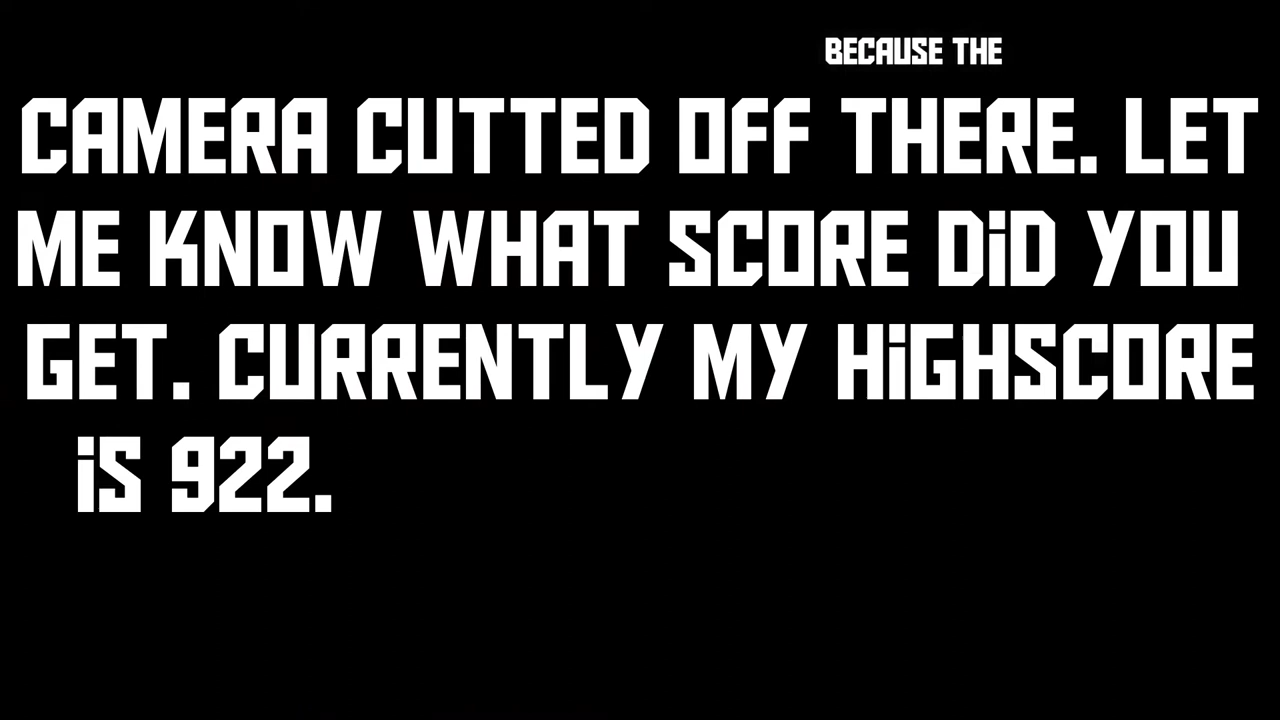 BECAUSE THE
CAMERA CUTTED OFF THERE. LET
ME KNOW WHAT SCORE DiD YOU
GET. CURRENTLY MY HiGHSCORE
iS 922.